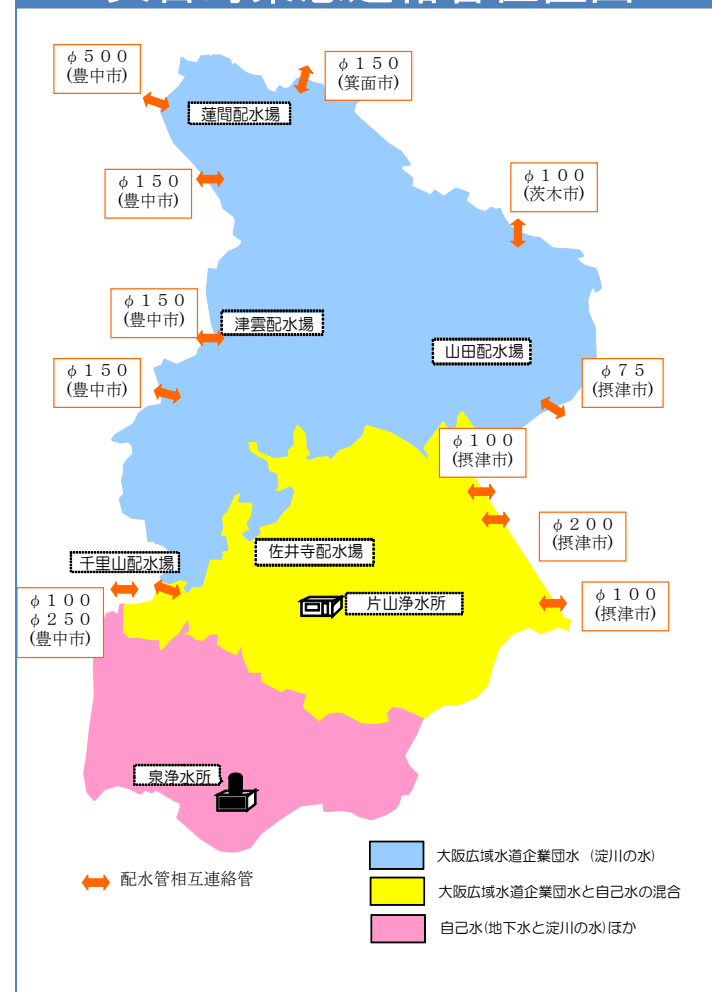 φ５００
(豊中市)
φ１５０
(箕面市)
蓮間配水場
φ１５０
(豊中市)
φ１００
(茨木市)
φ１５０
(豊中市)
津雲配水場
山田配水場
φ１５０
(豊中市)
φ７５
(摂津市)
φ１００
(摂津市)
φ２００
(摂津市)
佐井寺配水場
千里山配水場
φ１００
φ２５０
(豊中市)
片山浄水所
φ１００
(摂津市)
泉浄水所
大阪広域水道企業団水（淀川の水）
配水管相互連絡管
大阪広域水道企業団水と自己水の混合
自己水(地下水と淀川の水)ほか